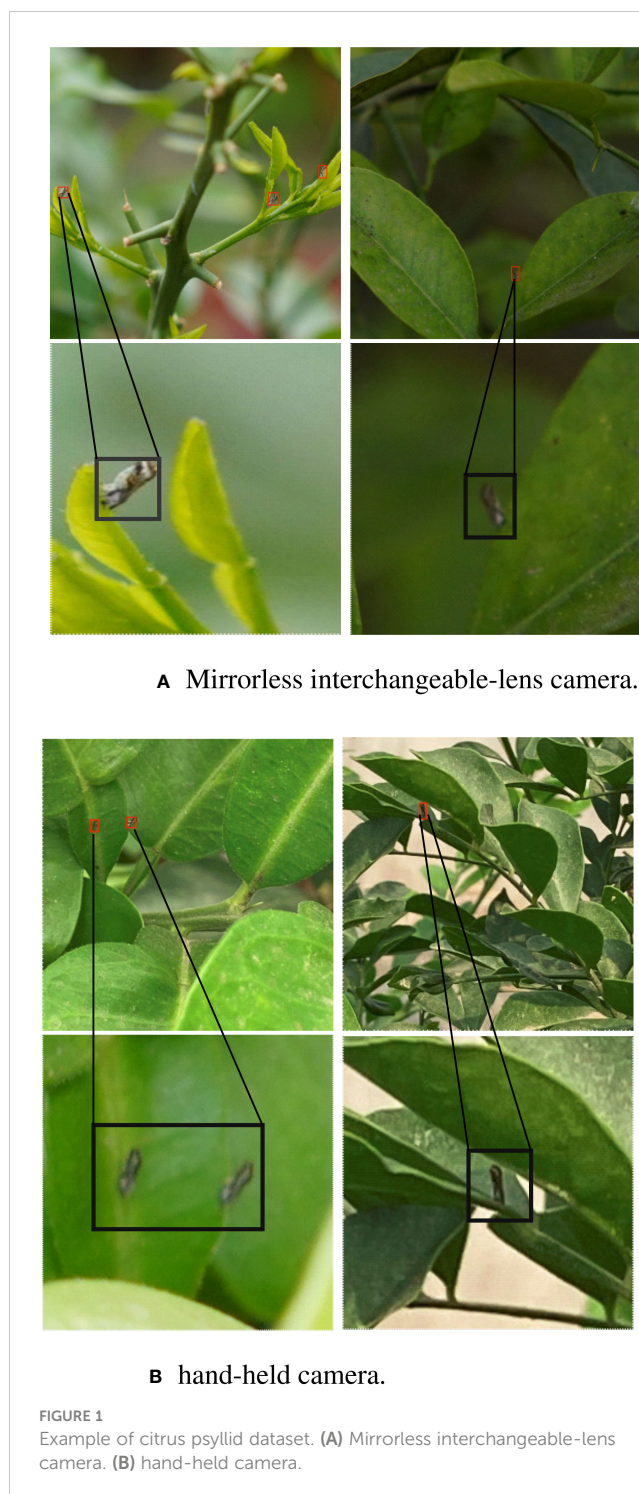 A Mirrorless interchangeable-lens camera.
B hand-held camera.
FIGURE 1
Example of citrus psyllid dataset. (A) Mirrorless interchangeable-lens
camera. (B) hand-held camera.